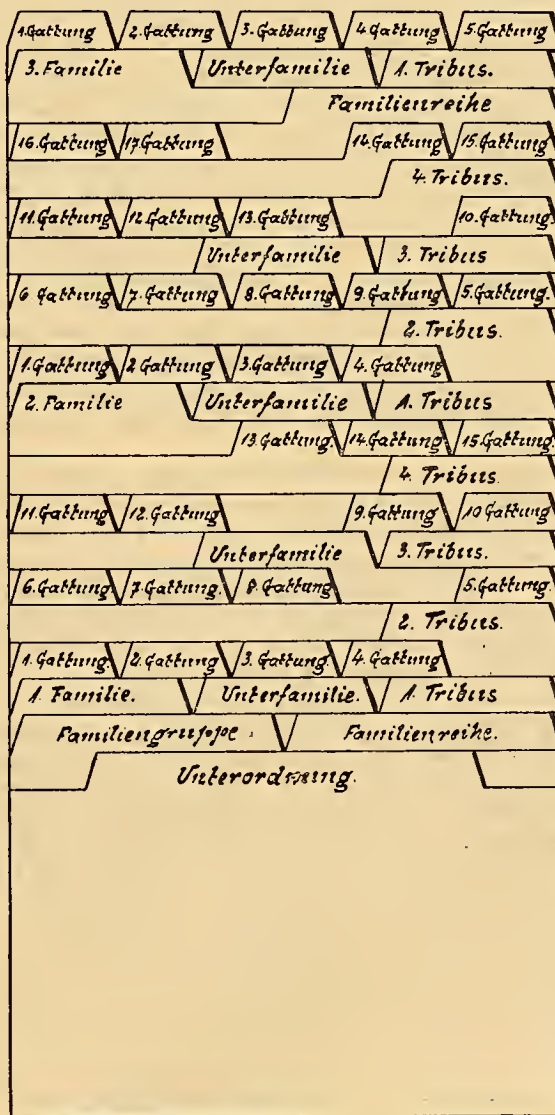 1. Gattung 2. Gattung 3. Gattung 4. Gattung 5. Gattung
3. Familie Unterfamilie 1. Tribus.
Familienreihe
16. Gattung 17. Gattung 14. Gattung 15. Gattung
4. Tribus.
11. Gattung 12. Gattung 13. Gattung 10. Gattung
Unterfamilie 3. Tribus
6 Gattung 7. Gattung 8. Gattung 9. Gattung 5. Gattung.
2. Tribus.
1. Gattung 2 Gattung 3. Gattung 4. Gattung
2. Familie Unterfamilie 1. Tribus
13. Gattung. 14. Gattung. 15. Gattung.
4. Tribus.
11. Gattung 12. Gattung 9. Gattung 10 Gattung
Unterfamilie 3. Tribus.
6. Gattung 7. Gattung. 8. Gattung 5. Gattung.
2. Tribus.
1. Gattung. 2. Gattung 3. Gattung. 4. Gattung
1. Familie. Unterfamilie. 1. Tribus
Familiengruppe. Familienreihe.
Unterordnung.